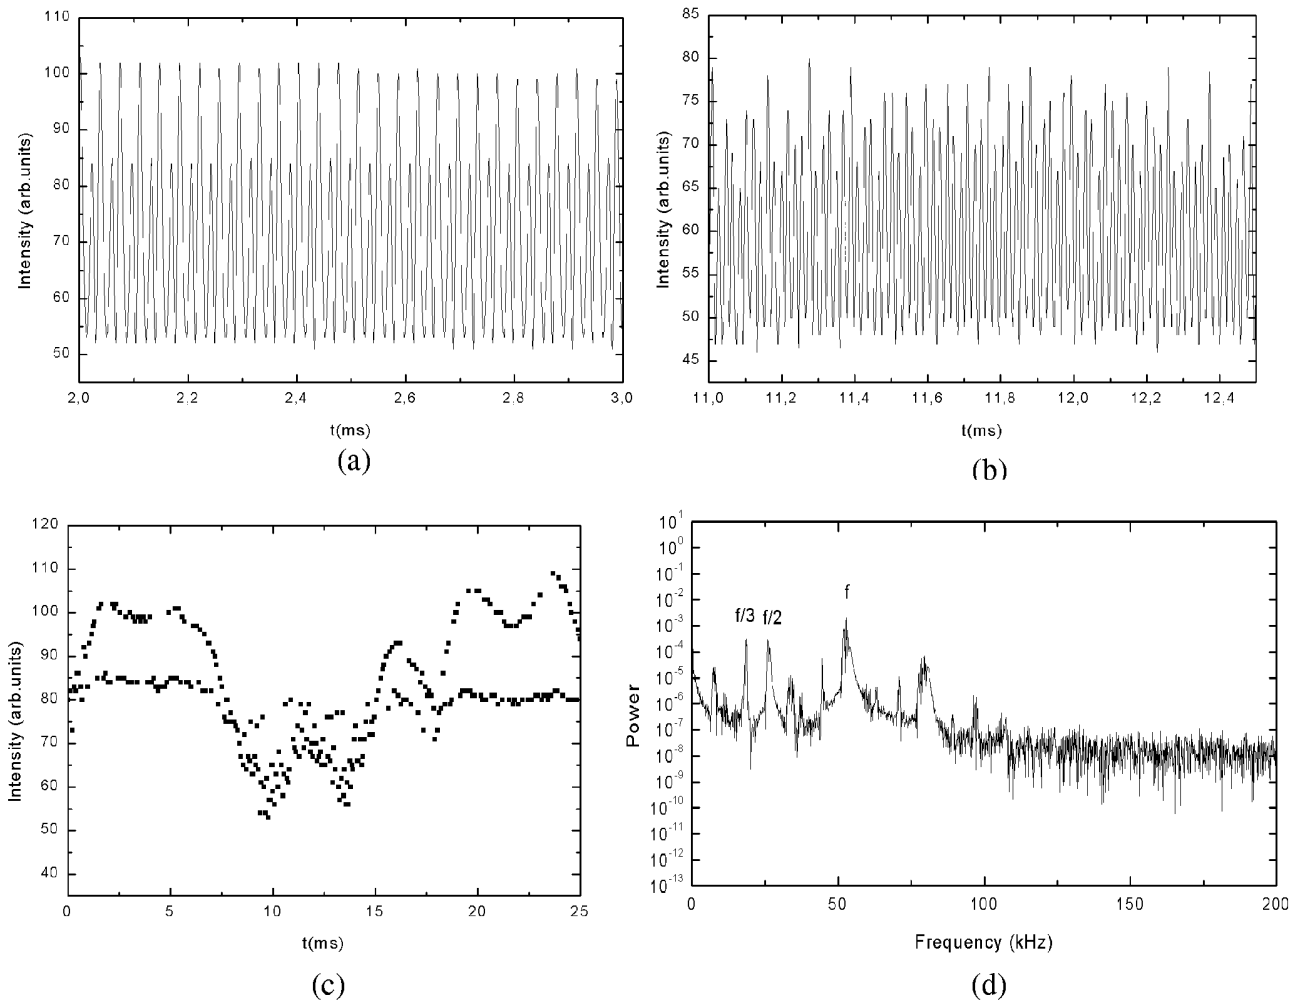 110
100
90
80
70
60
50
Intensity (arb.units)
2,0 2,2 2,4 2,6 2,8 3,0
t(ms)
(a)
85
80
75
70
65
60
55
50
45
Intensity (arb.units)
11,0 11,2 11,4 11,6 11,8 12,0 12,2 12,4
t(ms)
(b)
120
110
100
90
80
70
60
50
40
Intensity (arb.units)
0 5 10 15 20 25
t(ms)
(c)
10^1
10^0
10^-1
10^-2
10^-3
10^-4
10^-5
10^-6
10^-7
10^-8
10^-9
10^-10
10^-11
10^-12
10^-13
Power
f/3 f/2 f
0 50 100 150 200
Frequency (kHz)
(d)